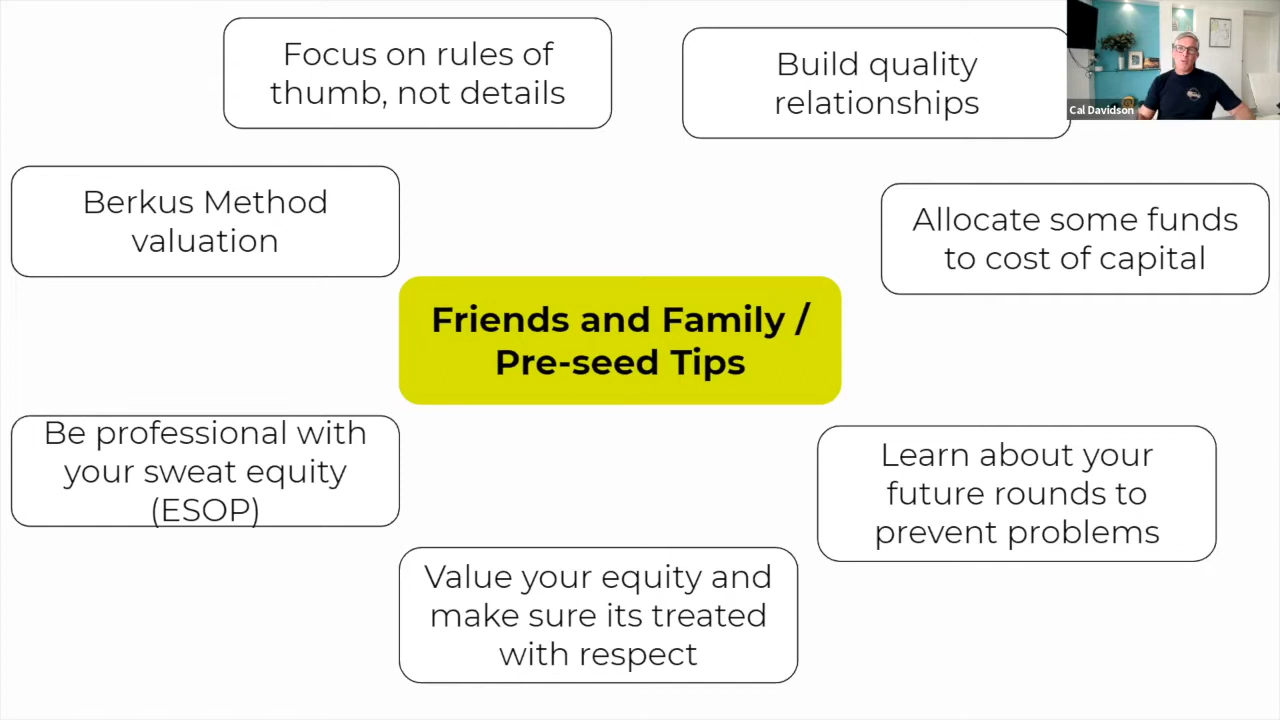 Focus on rules of
thumb, not details
Build quality
relationships
Cal Davidson
Berkus Method
valuation
Allocate some funds
to cost of capital
Friends and Family /
Pre-seed Tips
Be professional with
your sweat equity
(ESOP)
Learn about your
future rounds to
prevent problems
Value your equity and
make sure its treated
with respect